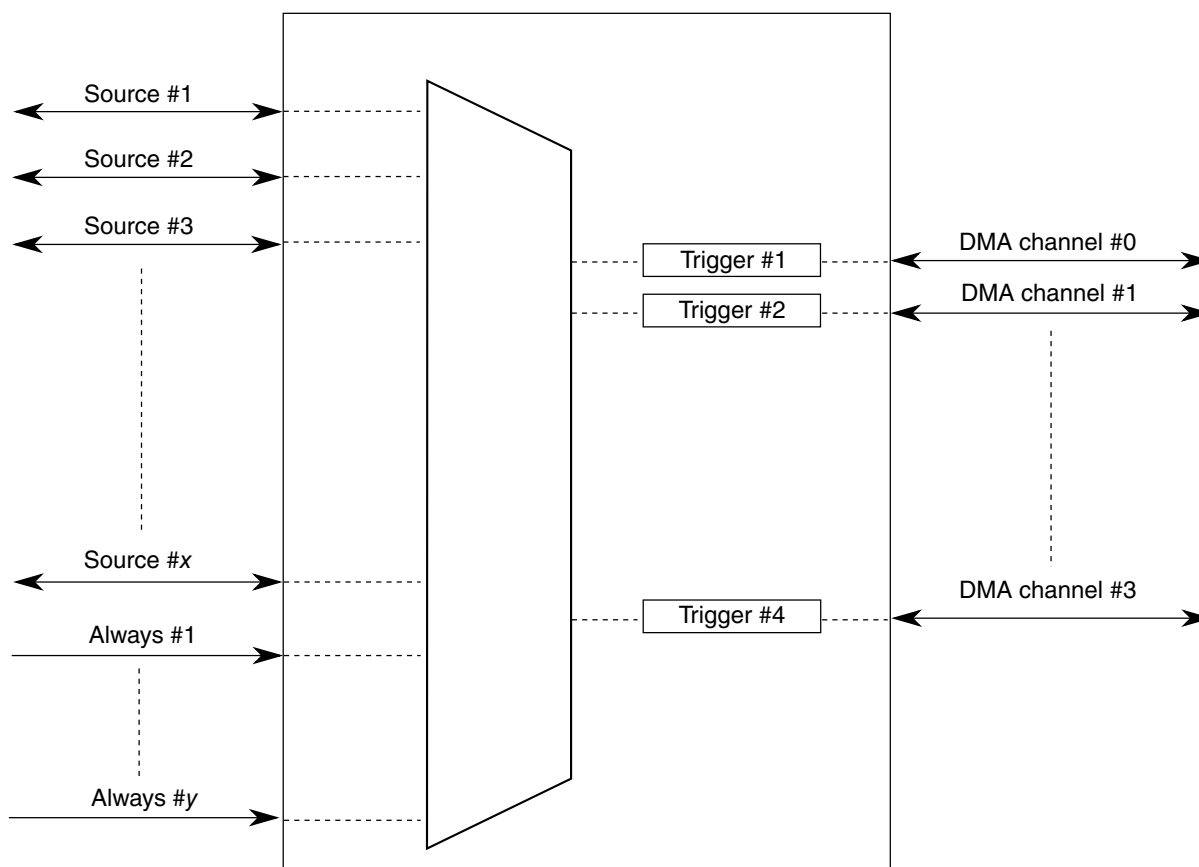 Source #1
Source #2
Source #3
Source #x
Always #1
Always #y
Trigger #1
Trigger #2
Trigger #4
DMA channel #0
DMA channel #1
DMA channel #3